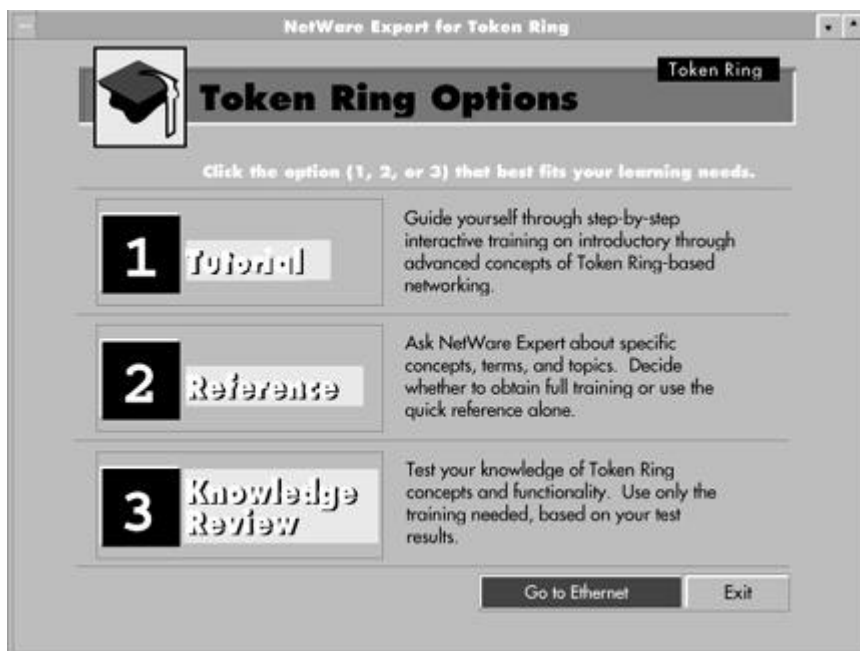 NetWare Expert for Token Ring
Token Ring
Token Ring Options
Click the option (1, 2, or 3) that best fits your learning needs.
1 Tutorial
Guide yourself through step-by-step
interactive training on introductory through
advanced concepts of Token Ring-based
networking.
2 Reference
Ask NetWare Expert about specific
concepts, terms, and topics. Decide
whether to obtain full training or use the
quick reference alone.
3 Knowledge
Review
Test your knowledge of Token Ring
concepts and functionality. Use only the
training needed, based on your test
results.
Go to Ethernet
Exit